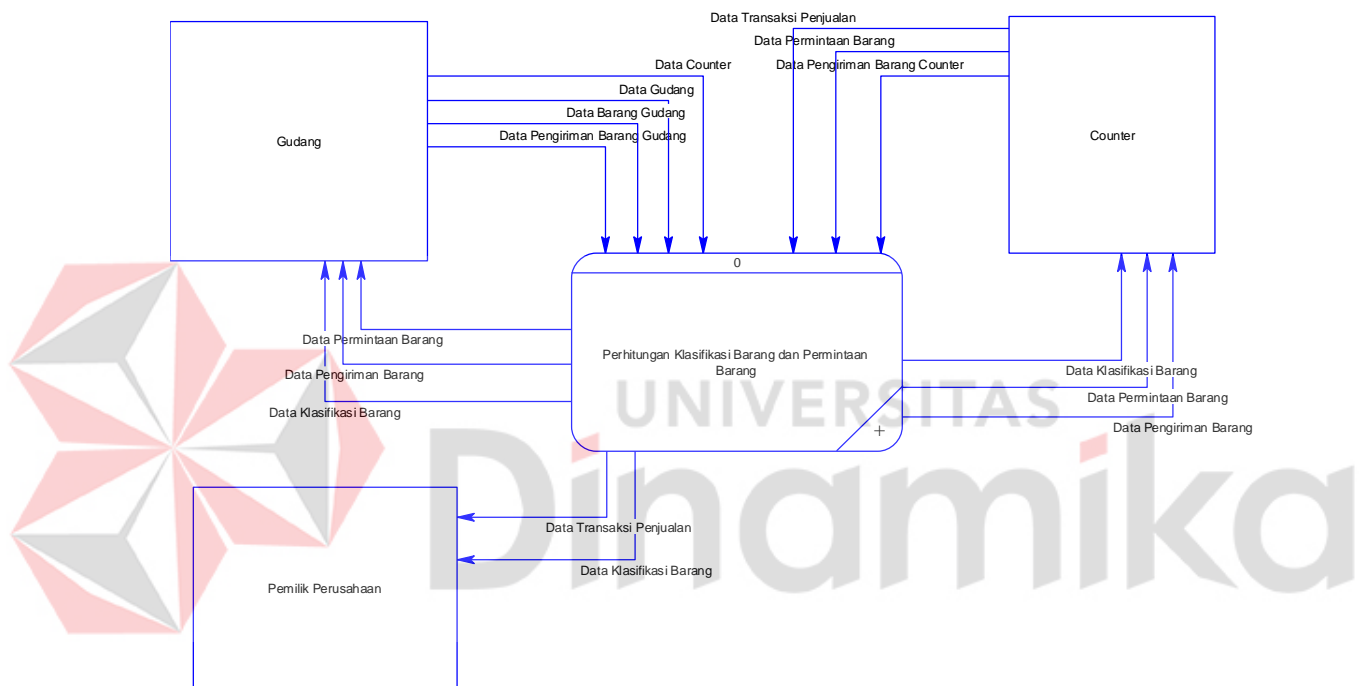 Data Transaksi Penjualan
Data Permintaan Barang
Data Pengiriman Barang Counter
Data Counter
Data Gudang
Data Barang Gudang
Data Pengiriman Barang Gudang
Gudang
Counter
0
Perhitungan Klasifikasi Barang dan Permintaan
Barang
+
Data Permintaan Barang
Data Pengiriman Barang
Data Klasifikasi Barang
Data Klasifikasi Barang
Data Permintaan Barang
Data Pengiriman Barang
Data Transaksi Penjualan
Data Klasifikasi Barang
Pemilik Perusahaan
UNIVERSITAS
Dinamika